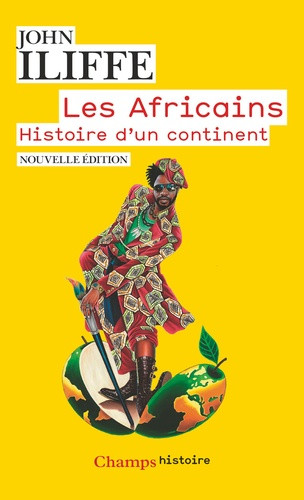 JOHN
ILIFFE
Les Africains
Histoire d'un continent
NOUVELLE ÉDITION
Champs histoire